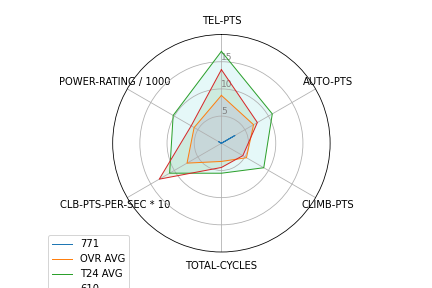 TEL-PTS
POWER-RATING / 1000
AUTO-PTS
15
10
5
CLB-PTS-PER-SEC * 10
CLIMB-PTS
TOTAL-CYCLES
771
OVR AVG
T24 AVG
610